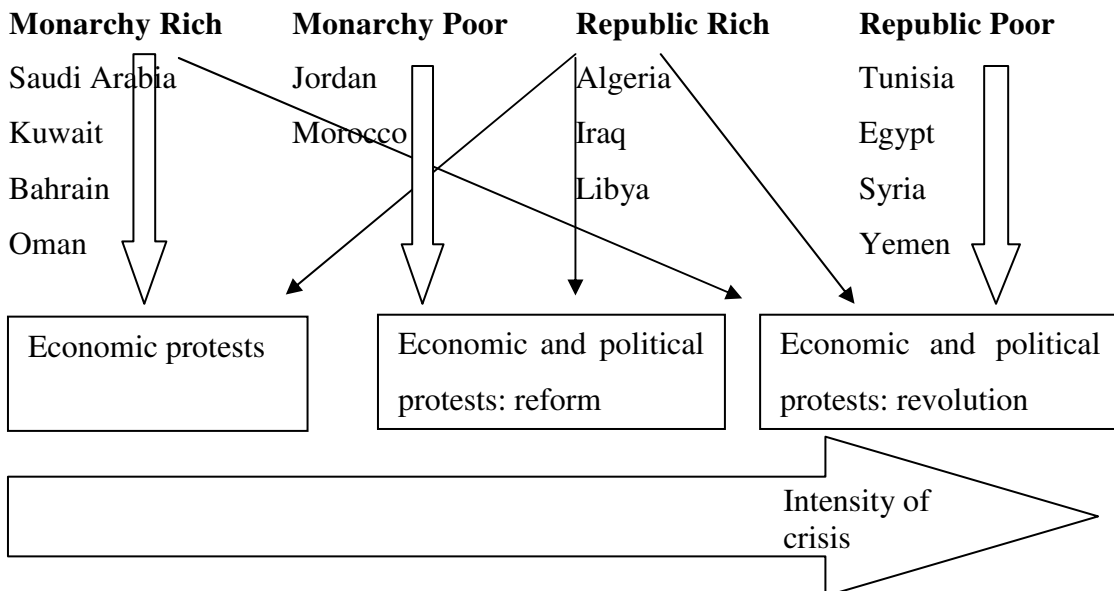 Monarchy Rich
Saudi Arabia
Kuwait
Bahrain
Oman
Monarchy Poor
Jordan
Morocco
Republic Rich
Algeria
Iraq
Libya
Republic Poor
Tunisia
Egypt
Syria
Yemen
Economic protests
Economic and political
protests: reform
Economic and political
protests: revolution
Intensity of
crisis